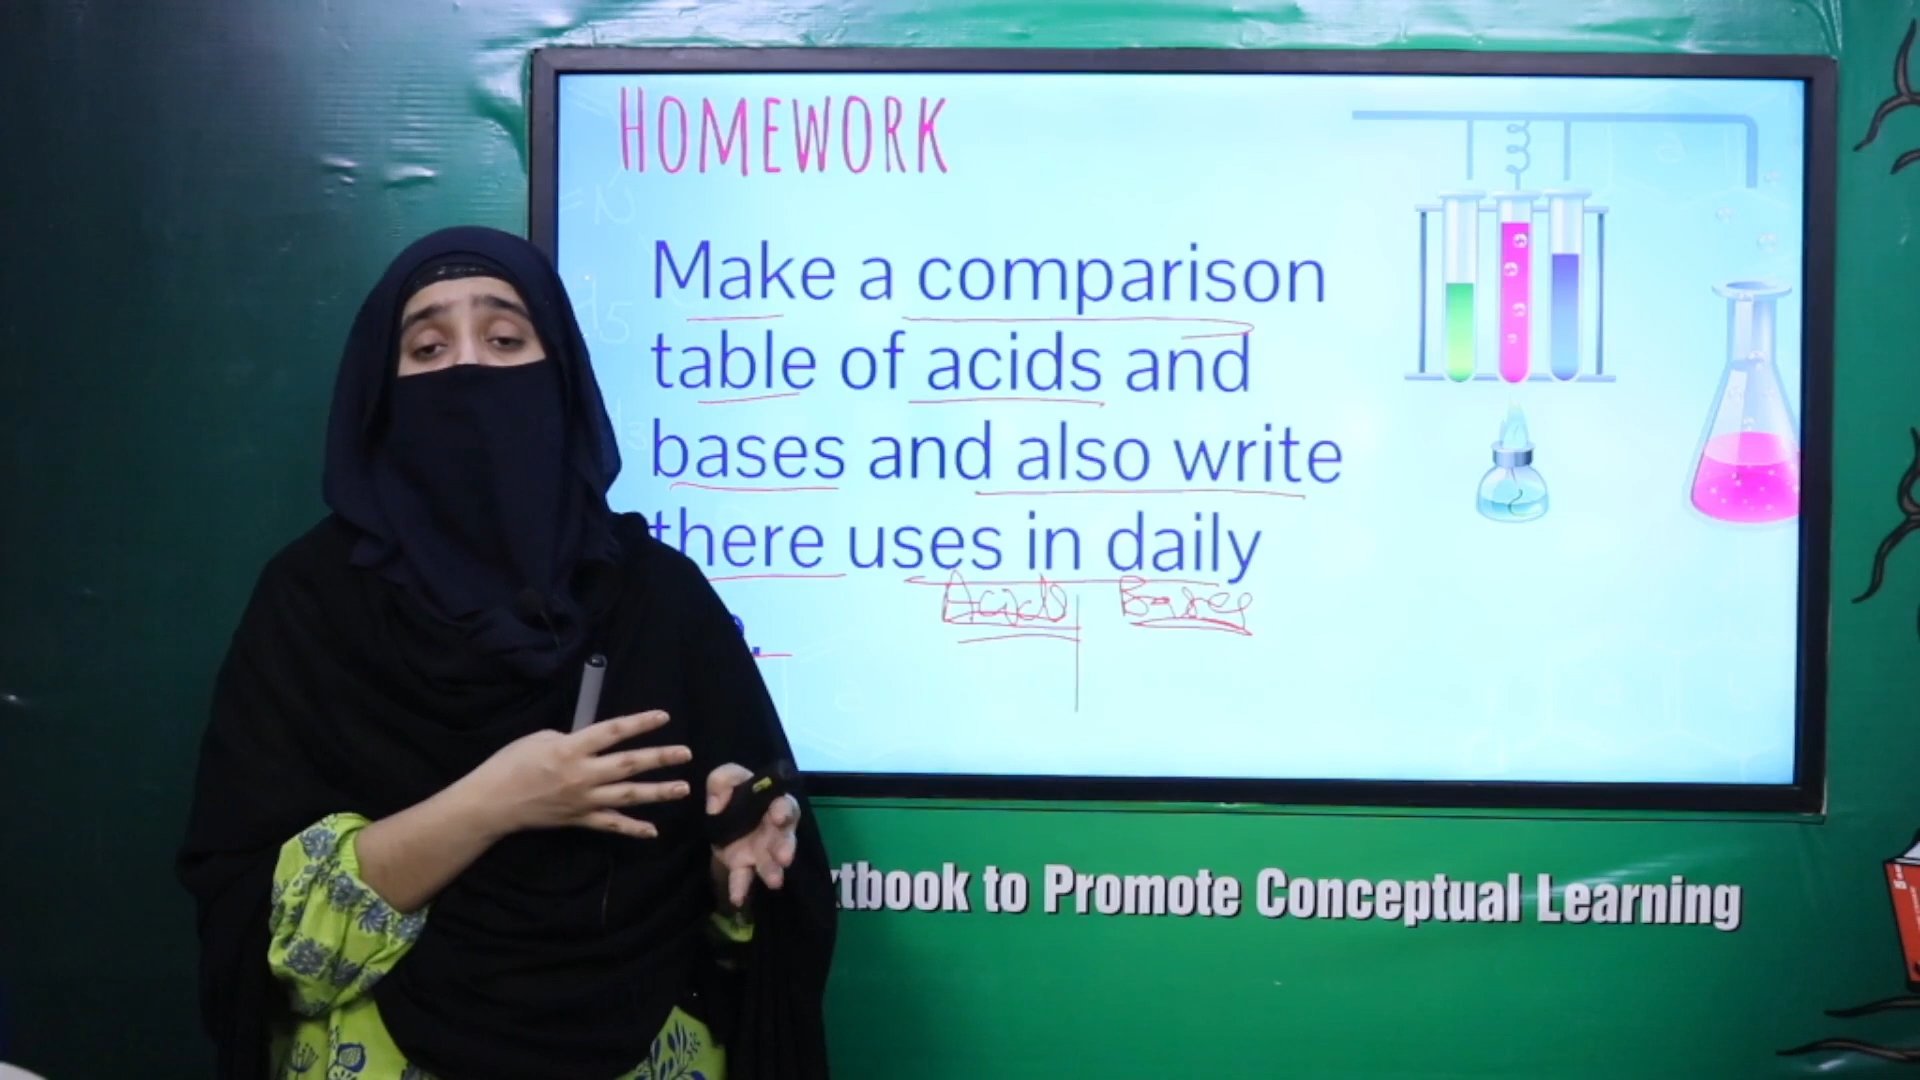 HOMEWORK
Make a comparison
table of acids and
bases and also write
there uses in daily
Acids Bases
to Promote Conceptual Learning